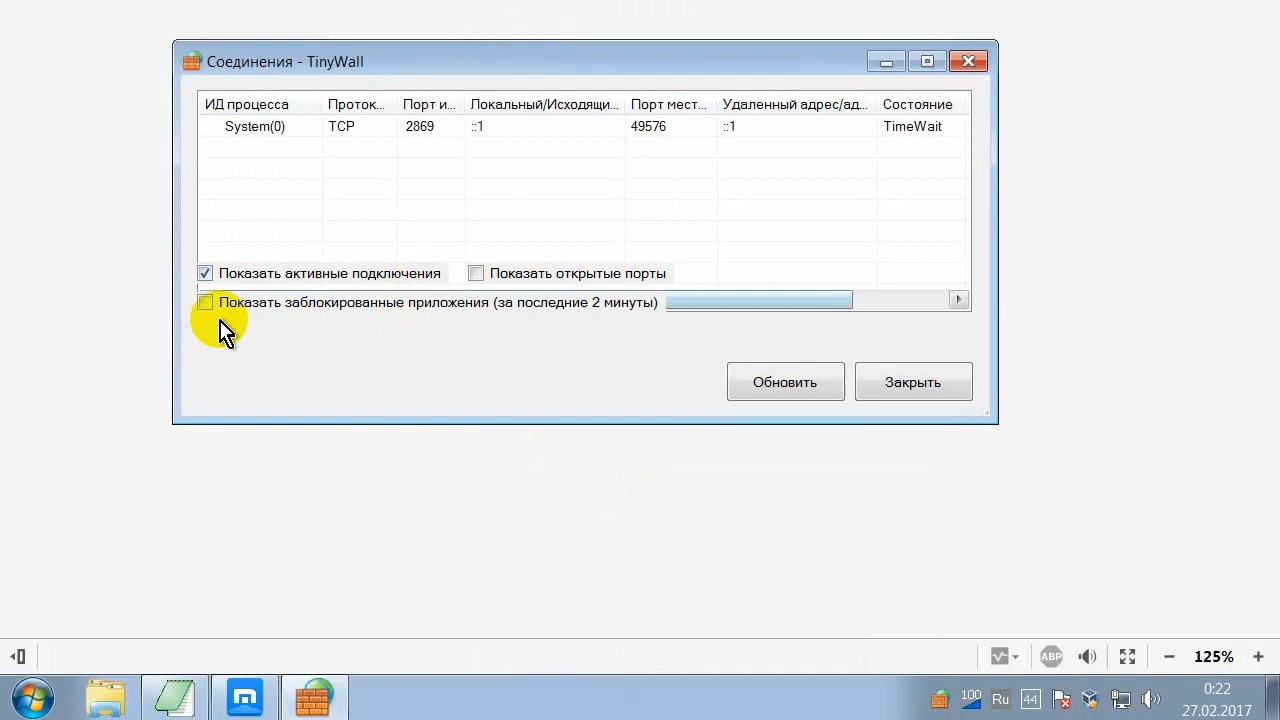 Соединения - TinyWall
ИД процесса Проток... Порт и... Локальный/Исходящи... Порт мест... Удаленный адрес/ад... Состояние
System(0) TCP 2869 ::1 49576 ::1 TimeWait
Показать активные подключения Показать открытые порты
Показать заблокированные приложения (за последние 2 минуты)
Обновить Закрыть
ABP 125%
100 Ru 44 0:22
27.02.2017